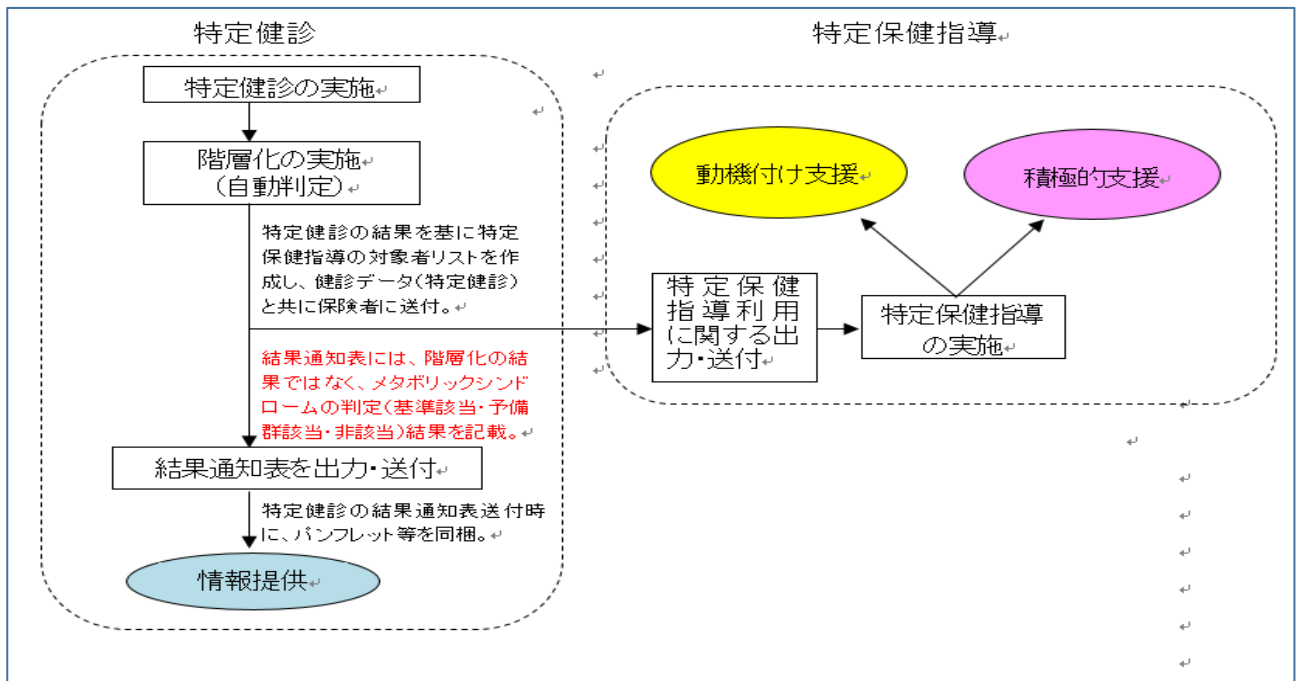 特定健診
特定健診の実施
階層化の実施
(自動判定)
特定健診の結果を基に特定
保健指導の対象者リストを作
成し、健診データ(特定健診)
と共に保険者に送付。
結果通知表には、階層化の結
果ではなく、メタボリックシンド
ロームの判定(基準該当・予備
群該当・非該当)結果を記載。
結果通知表を出力・送付
特定健診の結果通知表送付時
に、パンフレット等を同梱。
情報提供
特定保健指導
動機付け支援
積極的支援
特定保健
指導利用
に関する出
力・送付
特定保健指導
の実施